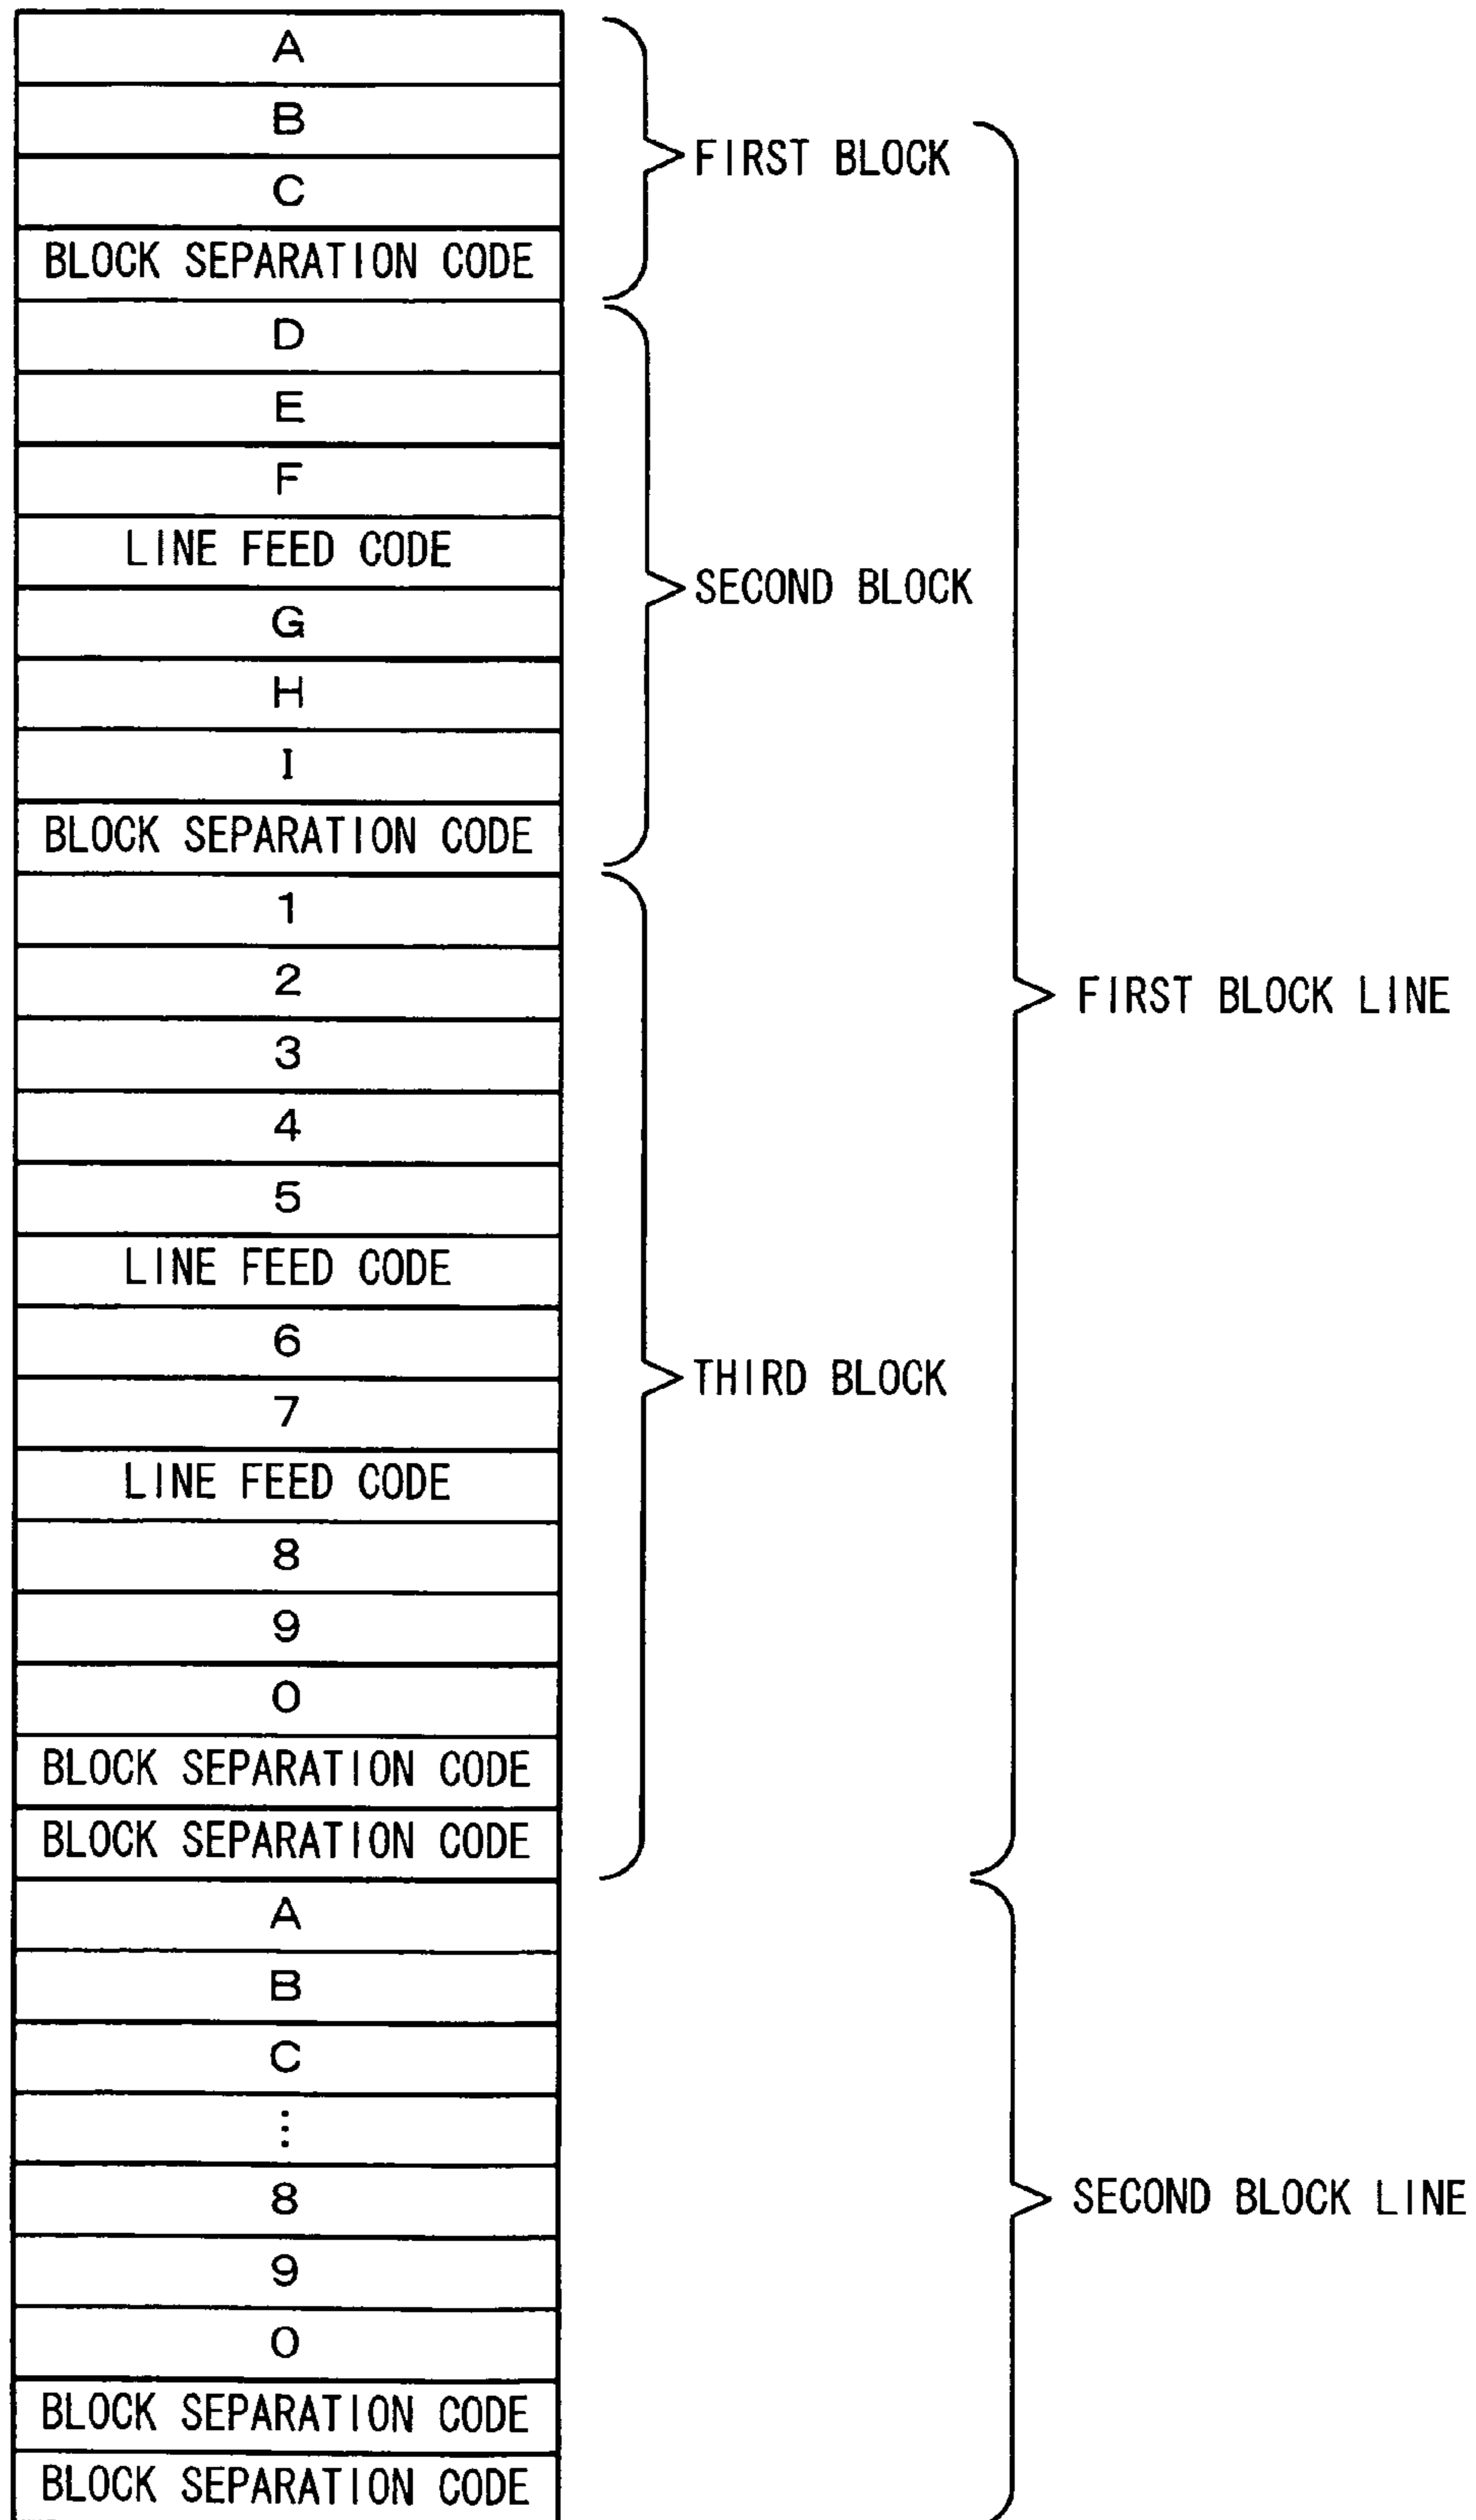 A
B
FIRST BLOCK
C
BLOCK SEPARATION CODE
D
E
F
LINE FEED CODE
SECOND BLOCK
G
H
I
BLOCK SEPARATION CODE
1
2
FIRST BLOCK LINE
3
4
5
LINE FEED CODE
6
THIRD BLOCK
7
LINE FEED CODE
8
9
0
BLOCK SEPARATION CODE
BLOCK SEPARATION CODE
A
B
C
⋮
8
SECOND BLOCK LINE
9
0
BLOCK SEPARATION CODE
BLOCK SEPARATION CODE